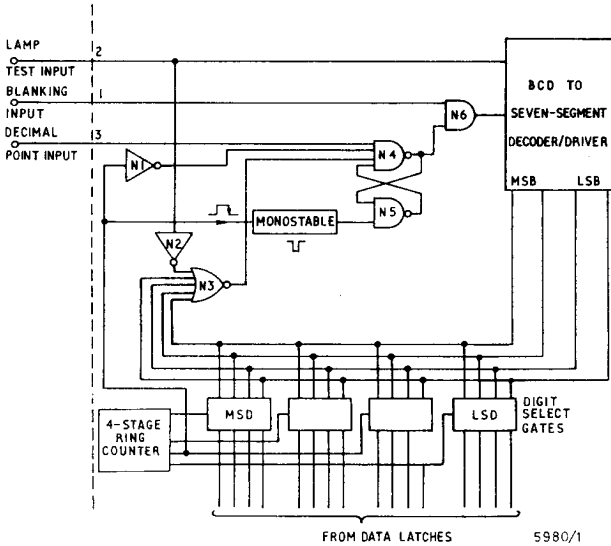 LAMP
TEST INPUT
2
BLANKING
INPUT
1
DECIMAL
POINT INPUT
3
BCD TO
SEVEN-SEGMENT
DECODER/DRIVER
MSB LSB
N1
N2
N3
N4
N5
N6
MONOSTABLE
4-STAGE
RING
COUNTER
MSD
LSD
DIGIT
SELECT
GATES
FROM DATA LATCHES
5980/1